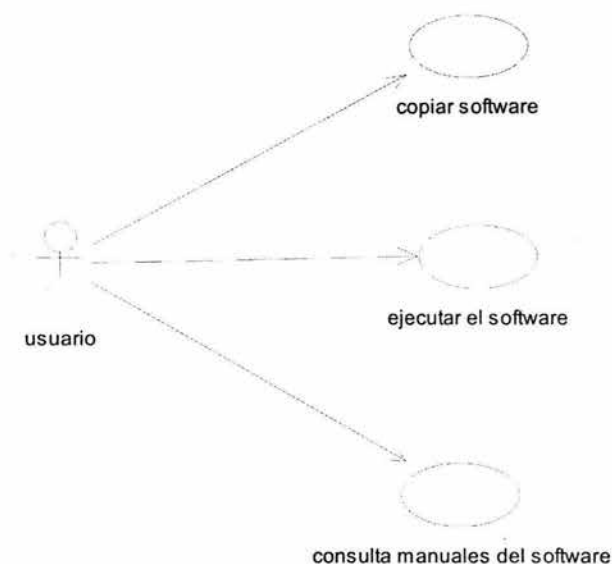 copiar software
ejecutar el software
usuario
consulta manuales del software